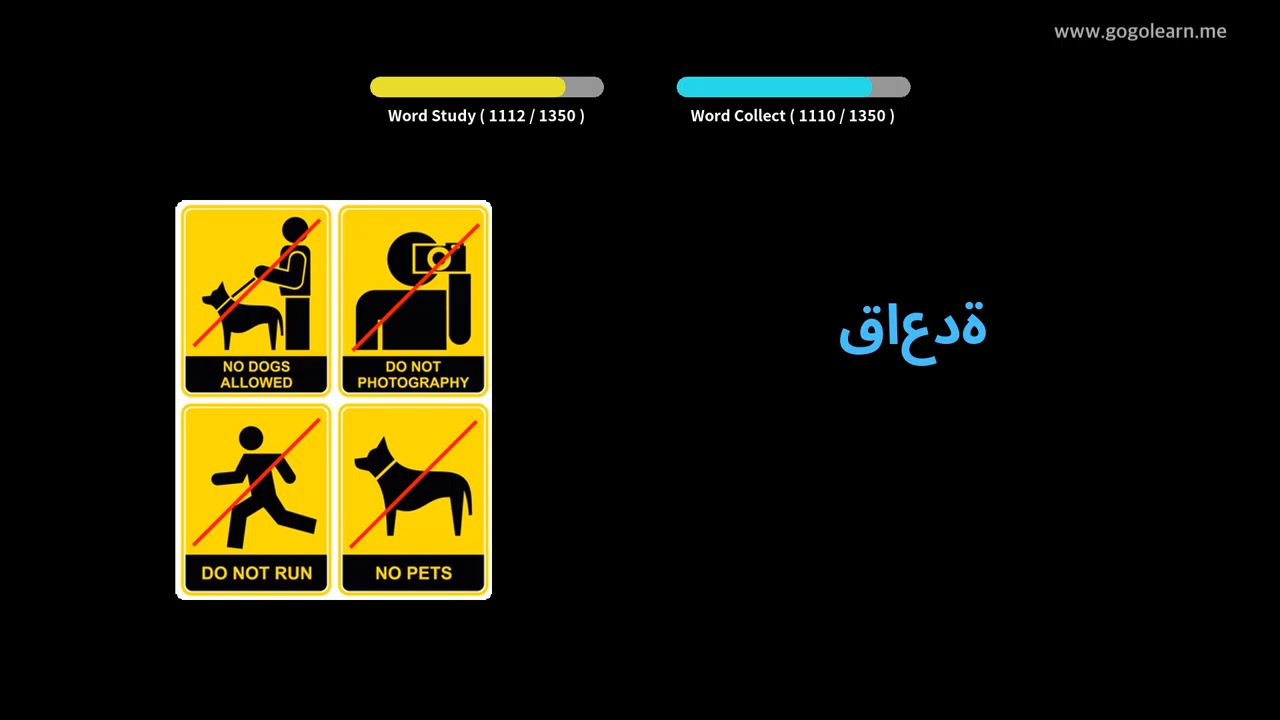 www.gogolearn.me
Word Study ( 1112 / 1350 )
Word Collect ( 1110 / 1350 )
NO DOGS
ALLOWED
DO NOT
PHOTOGRAPHY
DO NOT RUN
NO PETS
قاعدة